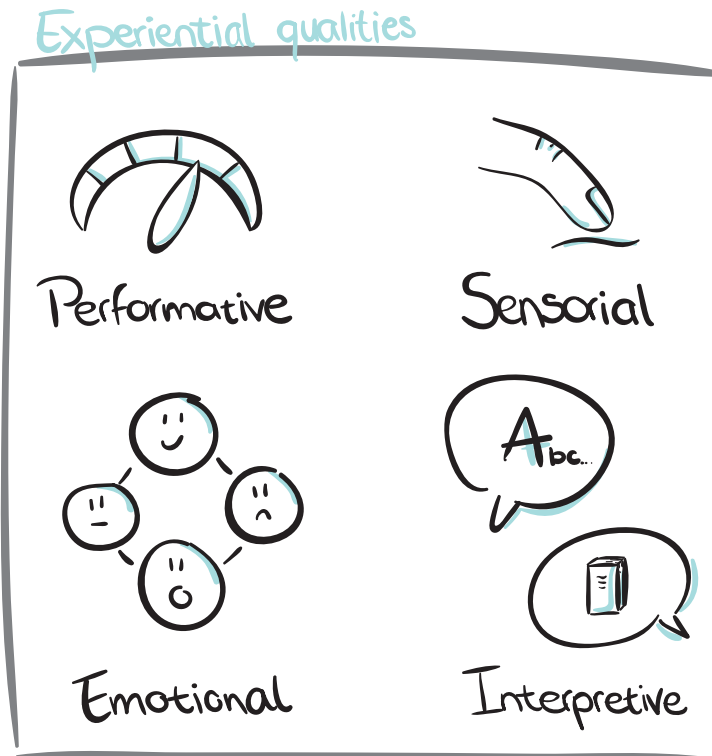 Experiential qualities
Performative
Sensorial
Abc...
Emotional
Interpretive